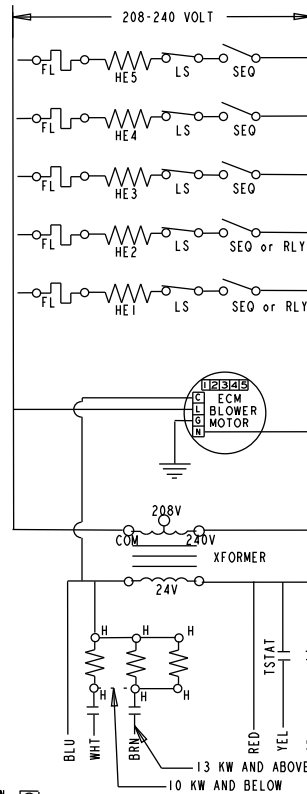 208-240 VOLT
FL HE5 LS SEQ
FL HE4 LS SEQ
FL HE3 LS SEQ
FL HE2 LS SEQ or RLY
FL HE1 LS SEQ or RLY
1 2 3 4 5
C ECM
L BLOWER
G MOTOR
N
208V
COM 240V
XFORMER
24V
H H H
H H H
BLU WHT BRN RED TSTAT YEL
13 KW AND ABOVE
10 KW AND BELOW